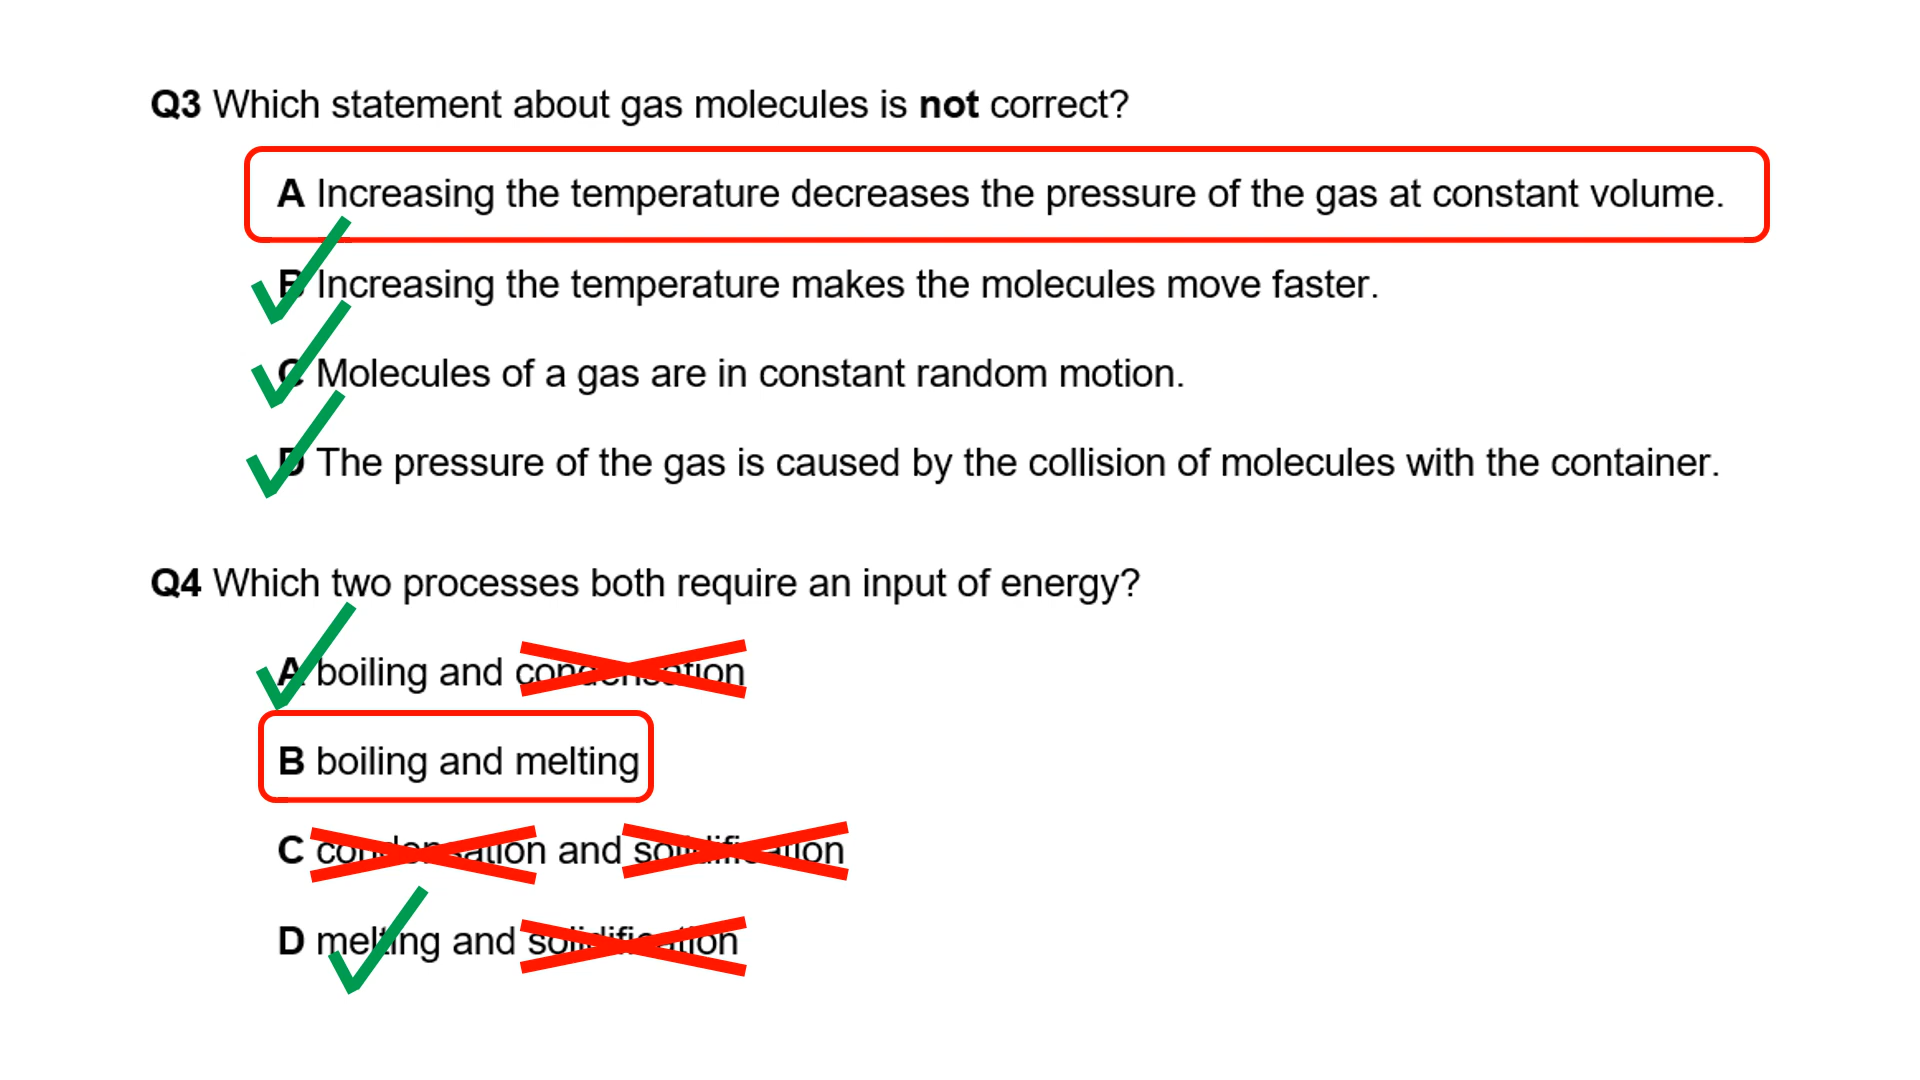 Q3 Which statement about gas molecules is not correct?
A Increasing the temperature decreases the pressure of the gas at constant volume.
B Increasing the temperature makes the molecules move faster.
C Molecules of a gas are in constant random motion.
D The pressure of the gas is caused by the collision of molecules with the container.
Q4 Which two processes both require an input of energy?
A boiling and condensation
B boiling and melting
C condensation and solidification
D melting and solidification